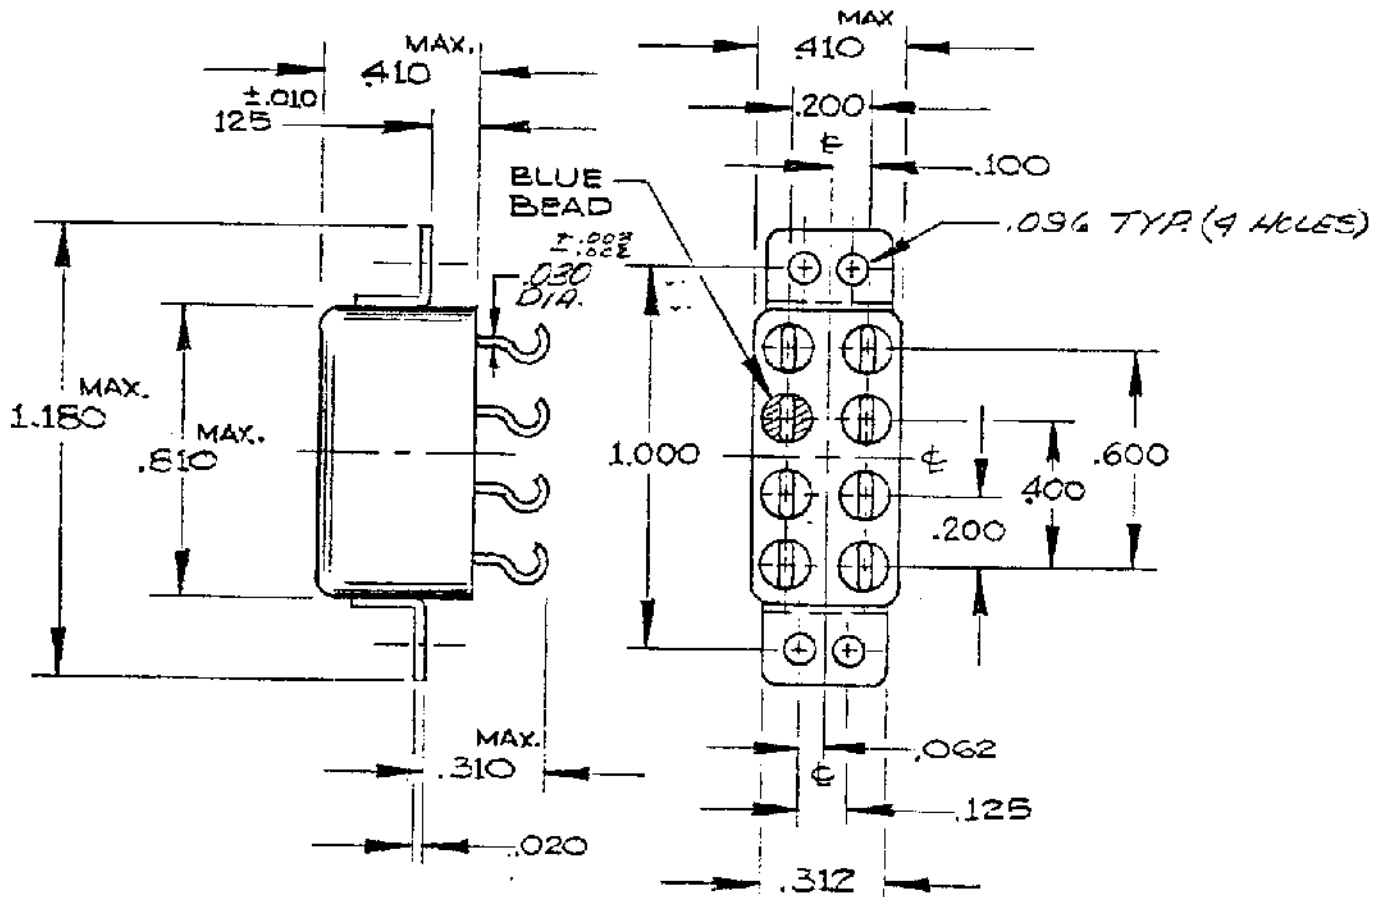 MAX.
.410
±.010
125
MAX
.410
.200
℄
.100
BLUE
BEAD
.030
DIA.
.096 TYP. (4 HOLES)
MAX.
1.180
MAX.
.810
1.000
℄
.600
.400
.200
MAX.
.310
.062
℄
.125
.020
.312